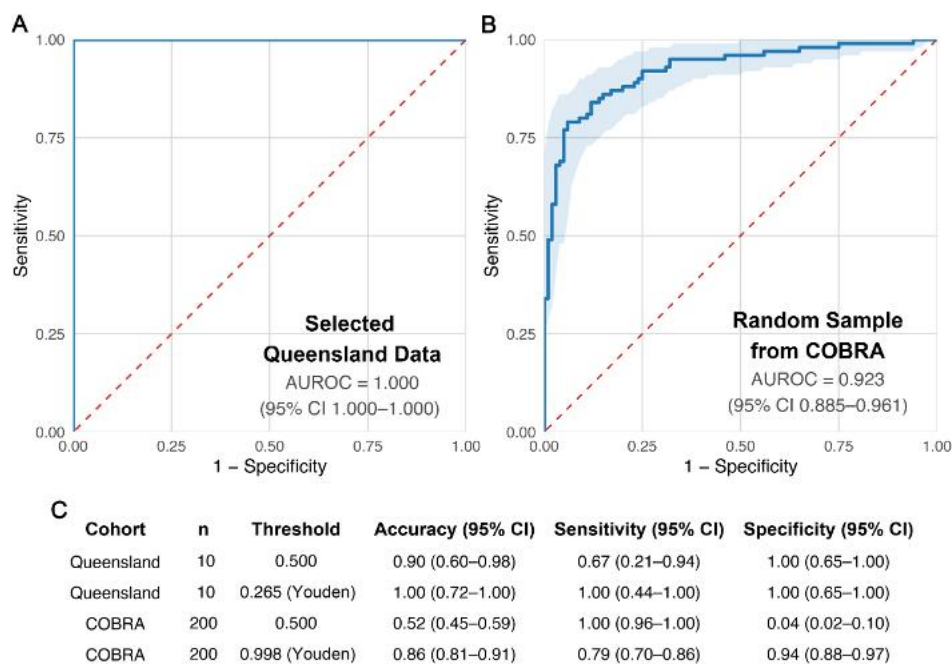 A
1.00
0.75
0.50
0.25
0.00
Sensitivity
0.00 0.25 0.50 0.75 1.00
1 − Specificity
Selected
Queensland Data
AUROC = 1.000
(95% CI 1.000–1.000)
B
1.00
0.75
0.50
0.25
0.00
Sensitivity
0.00 0.25 0.50 0.75 1.00
1 − Specificity
Random Sample
from COBRA
AUROC = 0.923
(95% CI 0.885–0.961)
C
Cohort n Threshold Accuracy (95% CI) Sensitivity (95% CI) Specificity (95% CI)
Queensland 10 0.500 0.90 (0.60–0.98) 0.67 (0.21–0.94) 1.00 (0.65–1.00)
Queensland 10 0.265 (Youden) 1.00 (0.72–1.00) 1.00 (0.44–1.00) 1.00 (0.65–1.00)
COBRA 200 0.500 0.52 (0.45–0.59) 1.00 (0.96–1.00) 0.04 (0.02–0.10)
COBRA 200 0.998 (Youden) 0.86 (0.81–0.91) 0.79 (0.70–0.86) 0.94 (0.88–0.97)